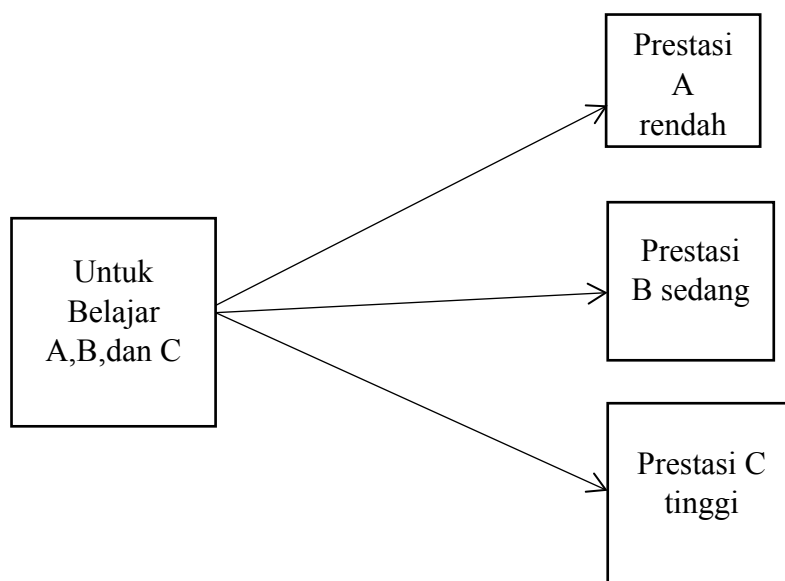 Prestasi
A
rendah
Untuk
Belajar
A,B,dan C
Prestasi
B sedang
Prestasi C
tinggi